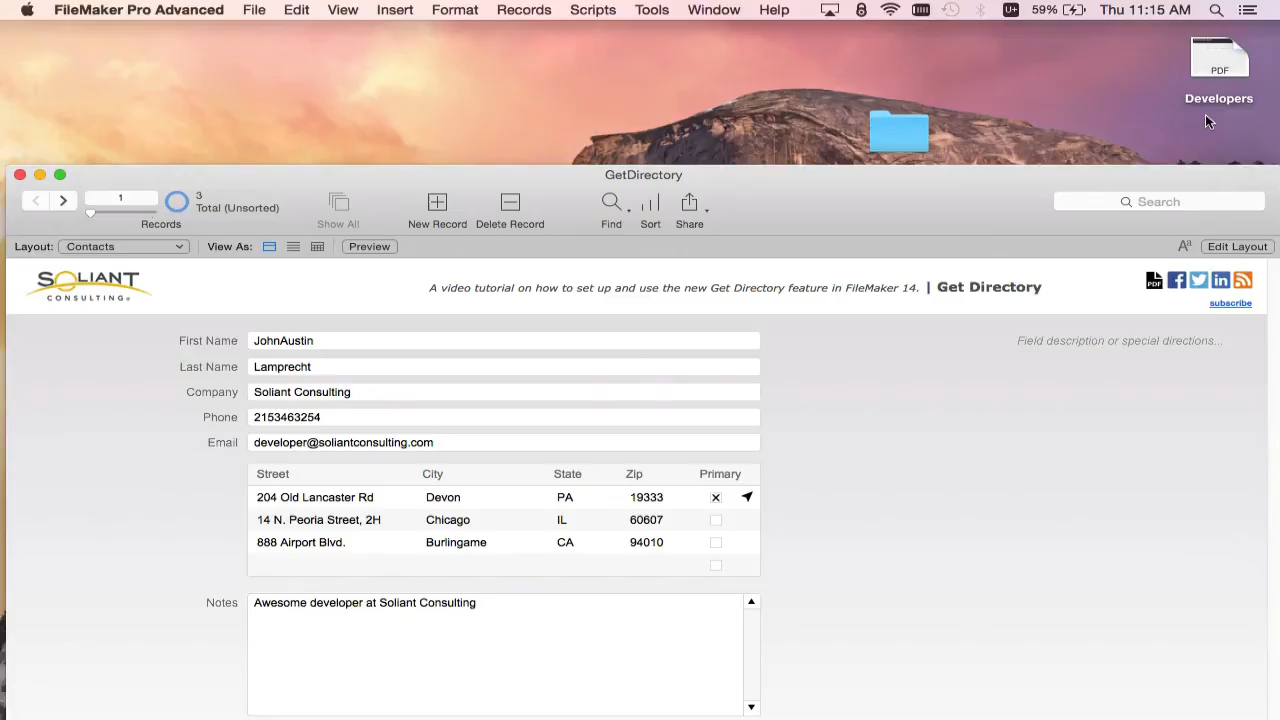 FileMaker Pro Advanced File Edit View Insert Format Records Scripts Tools Window Help U+ 59% Thu 11:15 AM
PDF
Developers
GetDirectory
1
3
Total (Unsorted)
Records
Show All
New Record
Delete Record
Find
Sort
Share
Search
Layout: Contacts View As: Preview Aª Edit Layout
SOLIANT
CONSULTING®
A video tutorial on how to set up and use the new Get Directory feature in FileMaker 14. | Get Directory
PDF
subscribe
First Name JohnAustin
Field description or special directions...
Last Name Lamprecht
Company Soliant Consulting
Phone 2153463254
Email developer@soliantconsulting.com
Street City State Zip Primary
204 Old Lancaster Rd Devon PA 19333
14 N. Peoria Street, 2H Chicago IL 60607
888 Airport Blvd. Burlingame CA 94010
Notes Awesome developer at Soliant Consulting